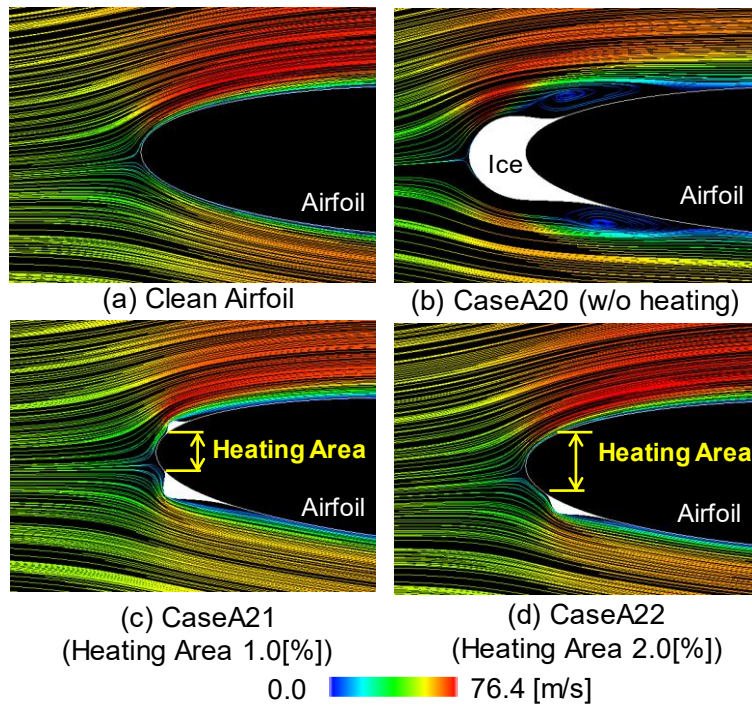 Airfoil
(a) Clean Airfoil
Ice
Airfoil
(b) CaseA20 (w/o heating)
Heating Area
Airfoil
(c) CaseA21
(Heating Area 1.0[%])
Heating Area
Airfoil
(d) CaseA22
(Heating Area 2.0[%])
0.0 76.4 [m/s]